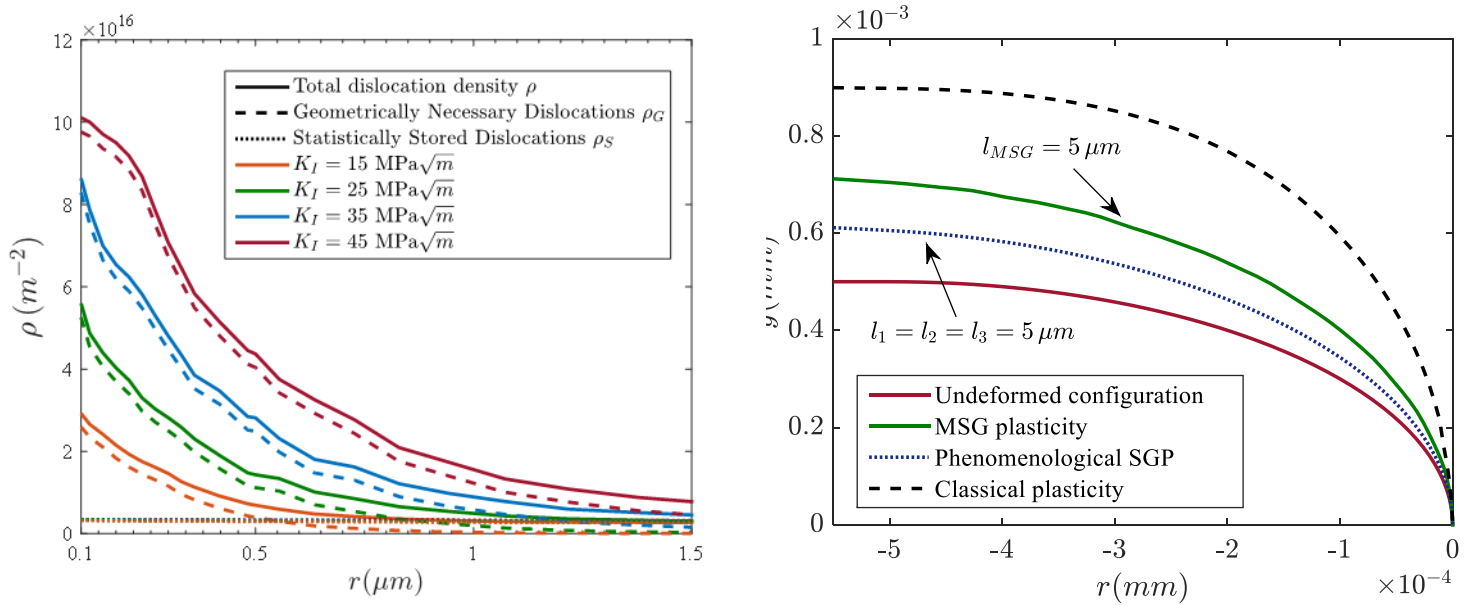 ×10^16
12
10
8
6
4
2
0
ρ (m^−2)
Total dislocation density ρ
Geometrically Necessary Dislocations ρ_G
Statistically Stored Dislocations ρ_S
K_I = 15 MPa√m
K_I = 25 MPa√m
K_I = 35 MPa√m
K_I = 45 MPa√m
0.1
0.5
1
1.5
r(μm)
×10^−3
1
0.8
0.6
0.4
0.2
0
l_MSG = 5 μm
l_1 = l_2 = l_3 = 5 μm
Undeformed configuration
MSG plasticity
Phenomenological SGP
Classical plasticity
-5
-4
-3
-2
-1
0
r(mm)
×10^−4